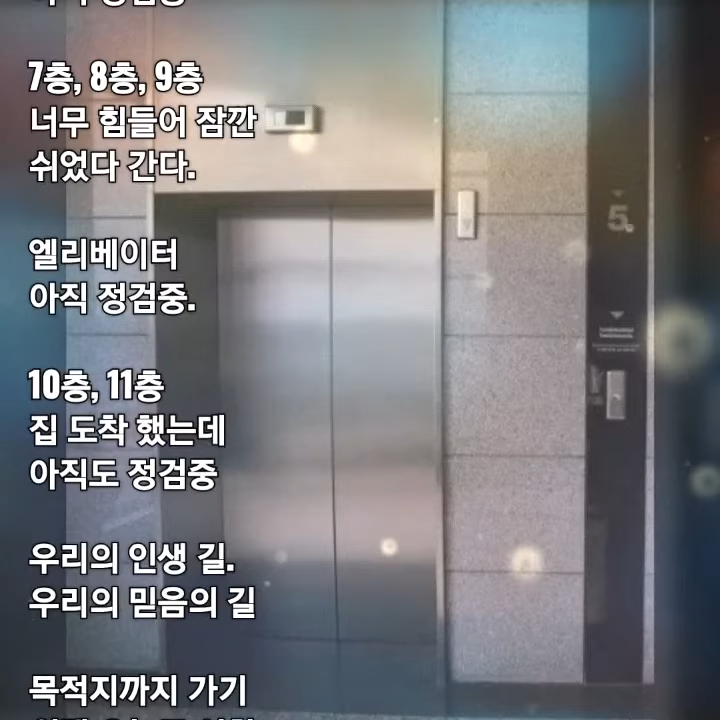 7층, 8층, 9층
너무 힘들어 잠깐
쉬었다 간다.
엘리베이터
아직 정검중.
10층, 11층
집 도착 했는데
아직도 정검중
우리의 인생 길.
우리의 믿음의 길
목적지까지 가기
5